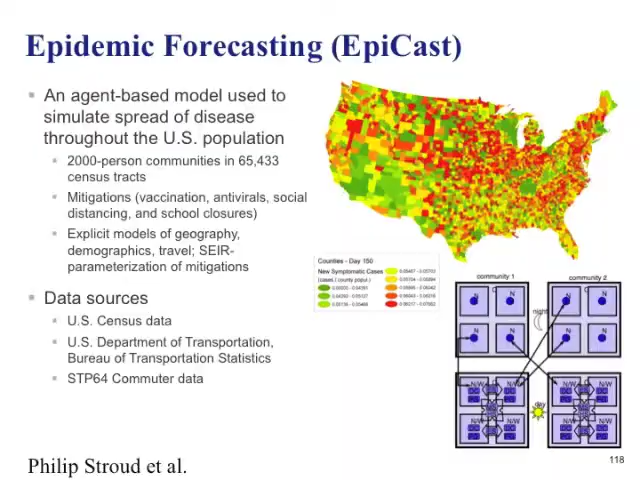 Epidemic Forecasting (EpiCast)
An agent-based model used to
simulate spread of disease
throughout the U.S. population
2000-person communities in 65,433
census tracts
Mitigations (vaccination, antivirals, social
distancing, and school closures)
Explicit models of geography,
demographics, travel; SEIR-
parameterization of mitigations
Data sources
U.S. Census data
U.S. Department of Transportation,
Bureau of Transportation Statistics
STP64 Commuter data
Counties - Day 150
New Symptomatic Cases
(cases / county popul.)
community 1
community 2
N N N N
night
N N N N
N/W N/W N/W N/W
day
N/W N/W N/W N/W
Philip Stroud et al.
118